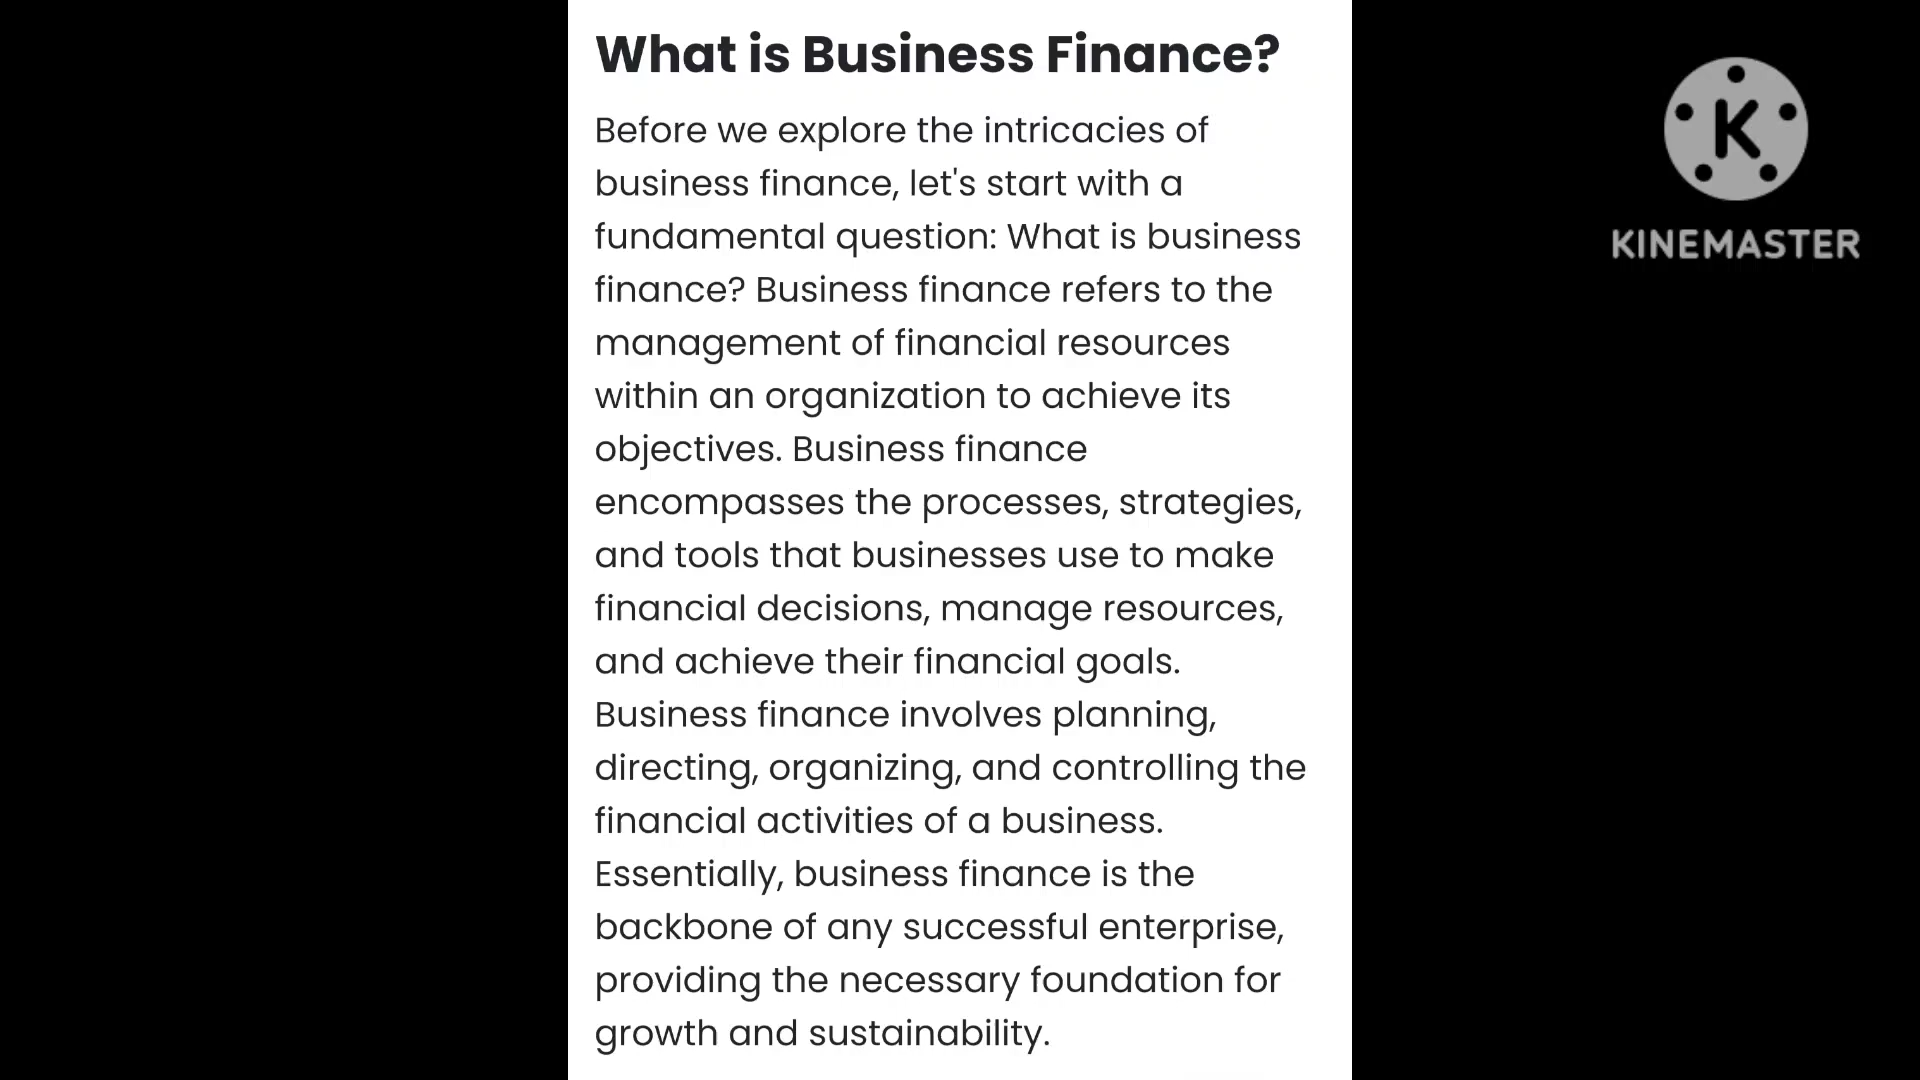 What is Business Finance?
Before we explore the intricacies of
business finance, let's start with a
fundamental question: What is business
finance? Business finance refers to the
management of financial resources
within an organization to achieve its
objectives. Business finance
encompasses the processes, strategies,
and tools that businesses use to make
financial decisions, manage resources,
and achieve their financial goals.
Business finance involves planning,
directing, organizing, and controlling the
financial activities of a business.
Essentially, business finance is the
backbone of any successful enterprise,
providing the necessary foundation for
growth and sustainability.
K
KINEMASTER